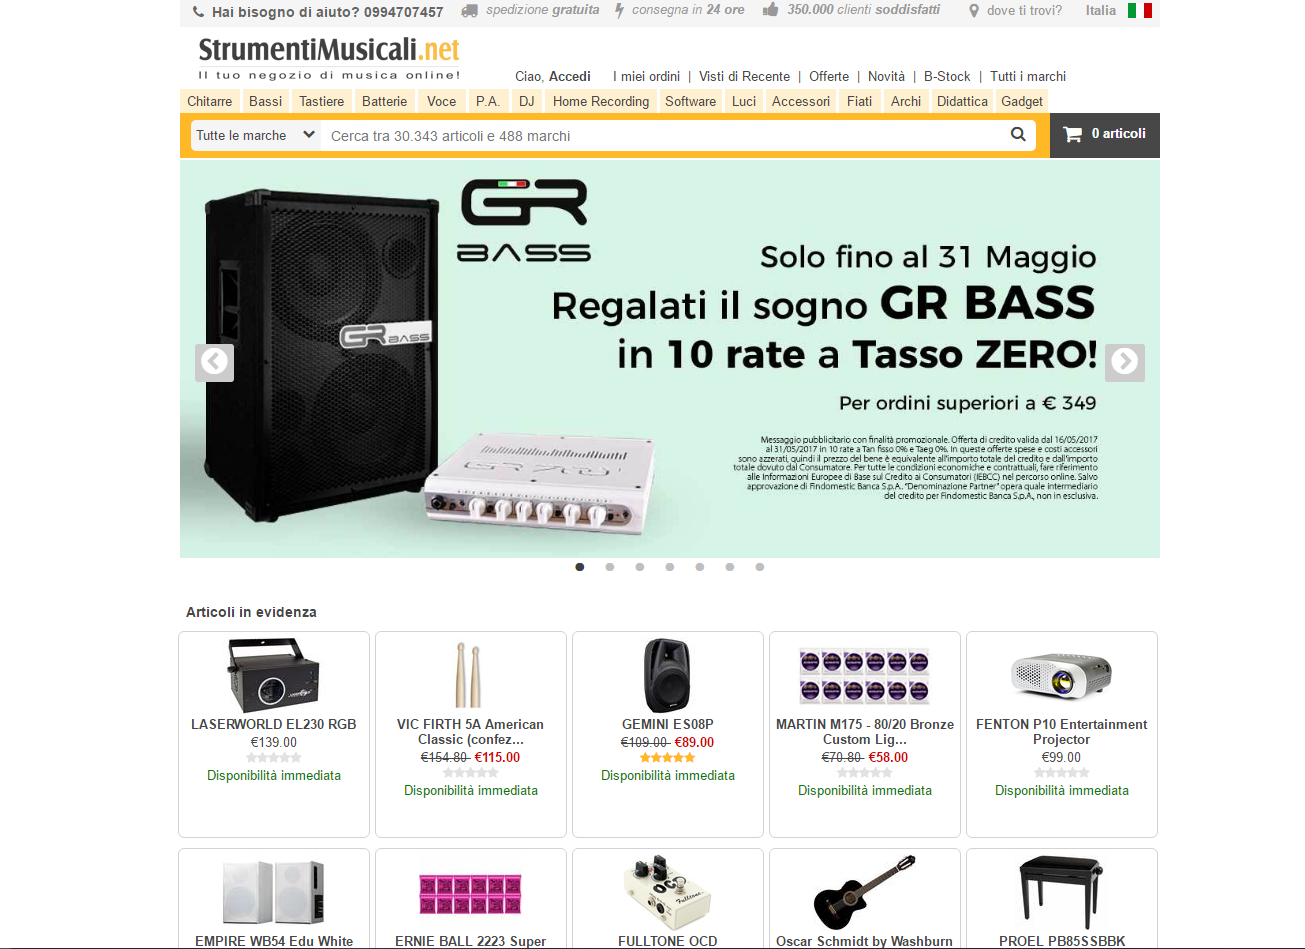 Hai bisogno di aiuto? 0994707457
spedizione gratuita
consegna in 24 ore
350.000 clienti soddisfatti
dove ti trovi?
Italia
StrumentiMusicali.net
Il tuo negozio di musica online!
Ciao, Accedi
I miei ordini | Visti di Recente | Offerte | Novità | B-Stock | Tutti i marchi
Chitarre Bassi Tastiere Batterie Voce P.A. DJ Home Recording Software Luci Accessori Fiati Archi Didattica Gadget
Tutte le marche
Cerca tra 30.343 articoli e 488 marchi
0 articoli
GR
BASS
GR BASS
Solo fino al 31 Maggio
Regalati il sogno GR BASS
in 10 rate a Tasso ZERO!
Per ordini superiori a € 349
Messaggio pubblicitario con finalità promozionale. Offerta di credito valida dal 16/05/2017
al 31/05/2017 in 10 rate a Tan fisso 0% e Taeg 0%. In queste offerte spese e costi accessori
sono azzerati, quindi il prezzo del bene è equivalente all'importo totale del credito e dall'importo
totale dovuto dal Consumatore. Per tutte le condizioni economiche e contrattuali, fare riferimento
alle Informazioni Europee di Base sul Credito ai Consumatori (IEBCC) nel percorso online. Salvo
approvazione di Findomestic Banca S.p.A. "Denominazione Partner" opera quale intermediario
del credito per Findomestic Banca S.p.A., non in esclusiva.
Articoli in evidenza
LASERWORLD EL230 RGB
€139.00
Disponibilità immediata
VIC FIRTH 5A American
Classic (confez...
€154.80- €115.00
Disponibilità immediata
GEMINI ES08P
€109.00- €89.00
Disponibilità immediata
MARTIN M175 - 80/20 Bronze
Custom Lig...
€70.80- €58.00
Disponibilità immediata
FENTON P10 Entertainment
Projector
€99.00
Disponibilità immediata
OCD
Fulltone
EMPIRE WB54 Edu White
ERNIE BALL 2223 Super
FULLTONE OCD
Oscar Schmidt by Washburn
PROEL PB85SSBBK